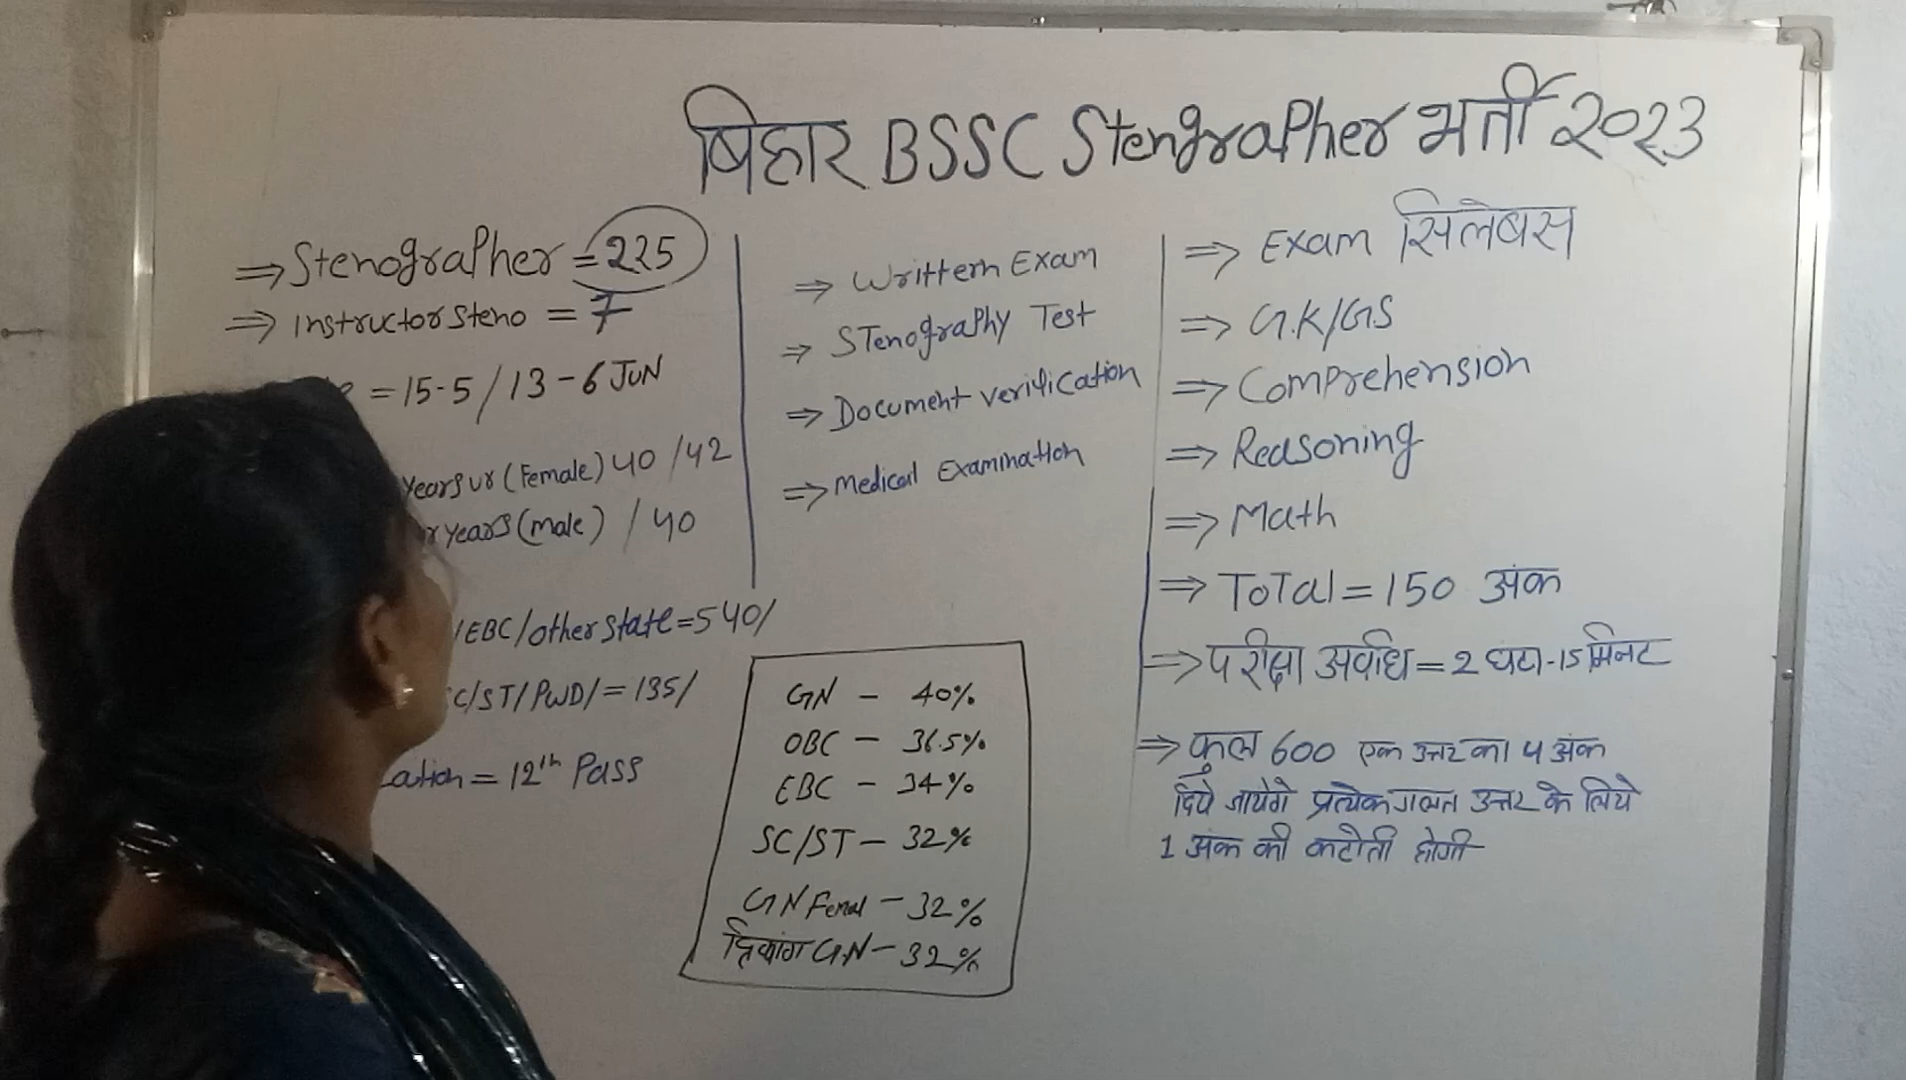 बिहार BSSC Stengrapher भर्ती 2023
⇒ Stenographer = 225
⇒ Instructor Steno = 7
= 15-5 / 13-6 JUN
years ur (Female) 40 /42
years (male) / 40
/EBC/other state = 540/
C/ST/PWD/ = 135/
ation = 12th Pass
⇒ Writtern Exam
⇒ STenography Test
⇒ Document verification
⇒ Medical Examination
GN - 40%
OBC - 36.5%
EBC - 34%
SC/ST - 32%
GN Femal - 32%
GN - 32%
⇒ Exam सिलेबस
⇒ G.K/GS
⇒ Comprehension
⇒ Reasoning
⇒ Math
⇒ ToTal = 150 अंक
⇒ परीक्षा अवधि = 2 घंटा - 15 मिनट
⇒ कुल 600 एक उत्तर का 4 अंक
दिये जायेगे प्रत्येक गलत उत्तर के लिये
1 अंक की कटोती होगी